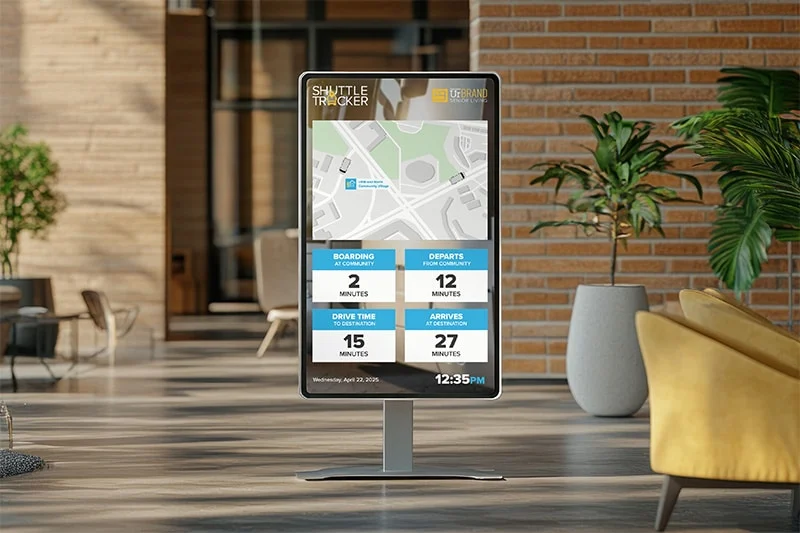 SHUTTLE
TRACKER
UrBRAND
SENIOR LIVING
Community Village
BOARDING
AT COMMUNITY
2
MINUTES
DEPARTS
FROM COMMUNITY
12
MINUTES
DRIVE TIME
TO DESTINATION
15
MINUTES
ARRIVES
AT DESTINATION
27
MINUTES
Wednesday, April 22, 2025
12:35PM